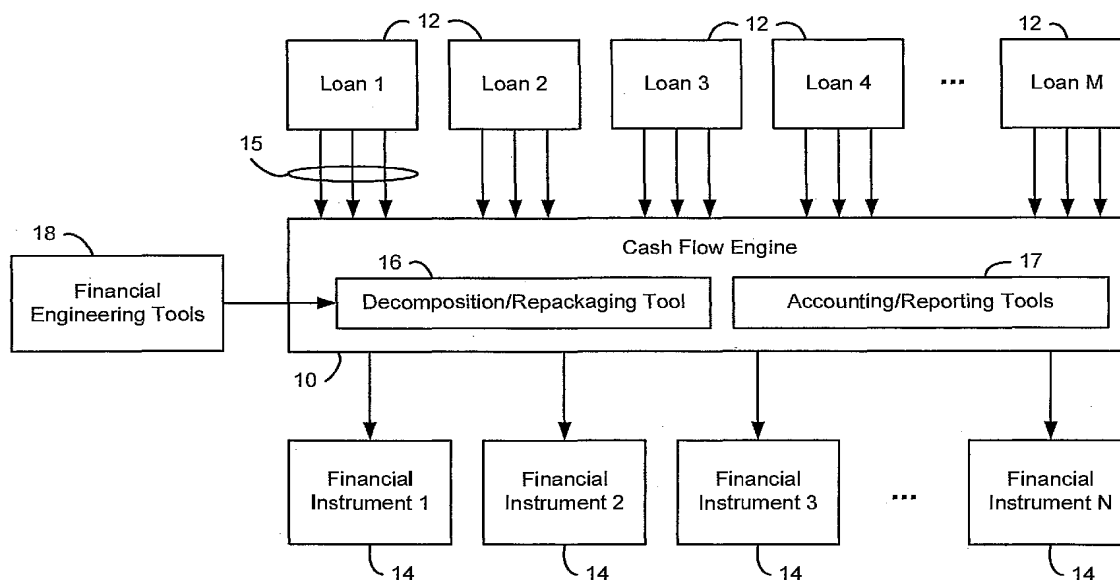 12
12
12
Loan 1
Loan 2
Loan 3
Loan 4
...
Loan M
15
18
Cash Flow Engine
16
17
Financial
Engineering Tools
Decomposition/Repackaging Tool
Accounting/Reporting Tools
10
Financial
Instrument 1
Financial
Instrument 2
Financial
Instrument 3
...
Financial
Instrument N
14
14
14
14